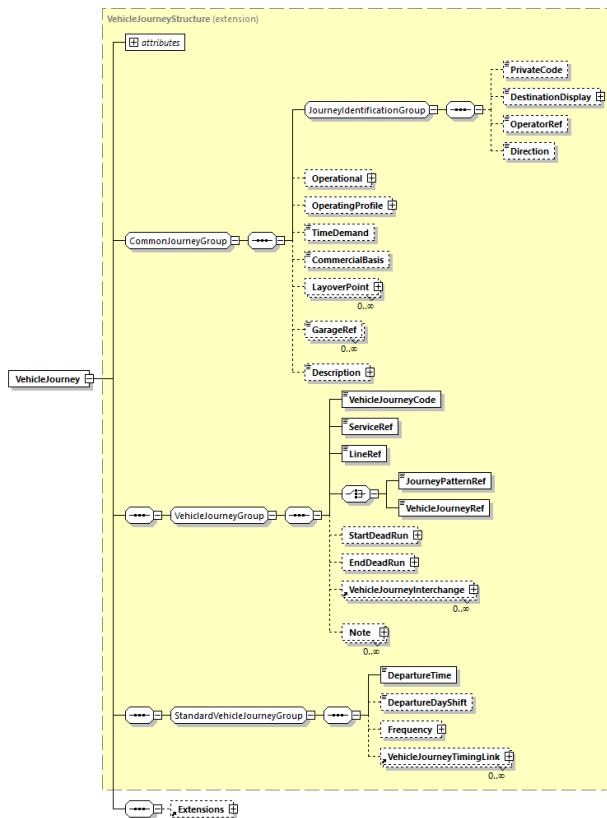 VehicleJourneyStructure (extension)
attributes
PrivateCode
DestinationDisplay
JourneyIdentificationGroup
OperatorRef
Direction
Operational
OperatingProfile
TimeDemand
CommonJourneyGroup
CommercialBasis
LayoverPoint
0..∞
GarageRef
0..∞
Description
VehicleJourney
VehicleJourneyCode
ServiceRef
LineRef
JourneyPatternRef
VehicleJourneyRef
VehicleJourneyGroup
StartDeadRun
EndDeadRun
VehicleJourneyInterchange
0..∞
Note
0..∞
DepartureTime
DepartureDayShift
StandardVehicleJourneyGroup
Frequency
VehicleJourneyTimingLink
0..∞
Extensions